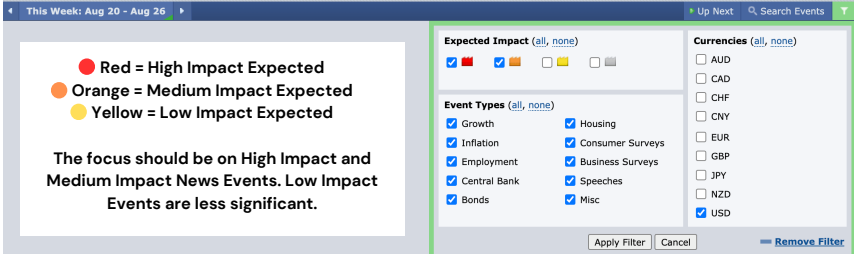 This Week: Aug 20 - Aug 26
Up Next
Search Events
Red = High Impact Expected
Orange = Medium Impact Expected
Yellow = Low Impact Expected
The focus should be on High Impact and
Medium Impact News Events. Low Impact
Events are less significant.
Expected Impact (all, none)
Event Types (all, none)
Growth
Housing
Inflation
Consumer Surveys
Employment
Business Surveys
Central Bank
Speeches
Bonds
Misc
Currencies (all, none)
AUD
CAD
CHF
CNY
EUR
GBP
JPY
NZD
USD
Apply Filter
Cancel
Remove Filter